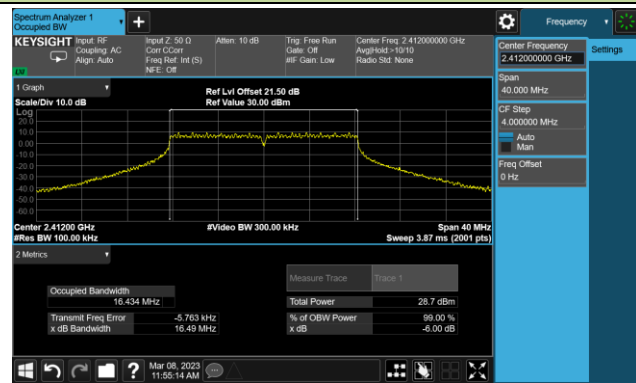 Spectrum Analyzer 1
Occupied BW
Frequency
KEYSIGHT
Input: RF
Coupling: AC
Align: Auto
Input Z: 50 Ω
Corr CCorr
Freq Ref: Int (S)
NFE: Off
Atten: 10 dB
Trig: Free Run
Gate: Off
#IF Gain: Low
Center Freq: 2.412000000 GHz
Avg|Hold:>10/10
Radio Std: None
Center Frequency
2.412000000 GHz
Settings
Span
40.000 MHz
CF Step
4.000000 MHz
Auto
Man
Freq Offset
0 Hz
1 Graph
Scale/Div 10.0 dB
Ref Lvl Offset 21.50 dB
Ref Value 30.00 dBm
Log
20.0
10.0
0.00
-10.0
-20.0
-30.0
-40.0
-50.0
-60.0
Center 2.41200 GHz
#Res BW 100.00 kHz
#Video BW 300.00 kHz
Span 40 MHz
Sweep 3.87 ms (2001 pts)
2 Metrics
Measure Trace
Trace 1
Occupied Bandwidth
16.434 MHz
Total Power
28.7 dBm
Transmit Freq Error
-5.763 kHz
% of OBW Power
99.00 %
x dB Bandwidth
16.49 MHz
x dB
-6.00 dB
?
Mar 08, 2023
11:55:14 AM